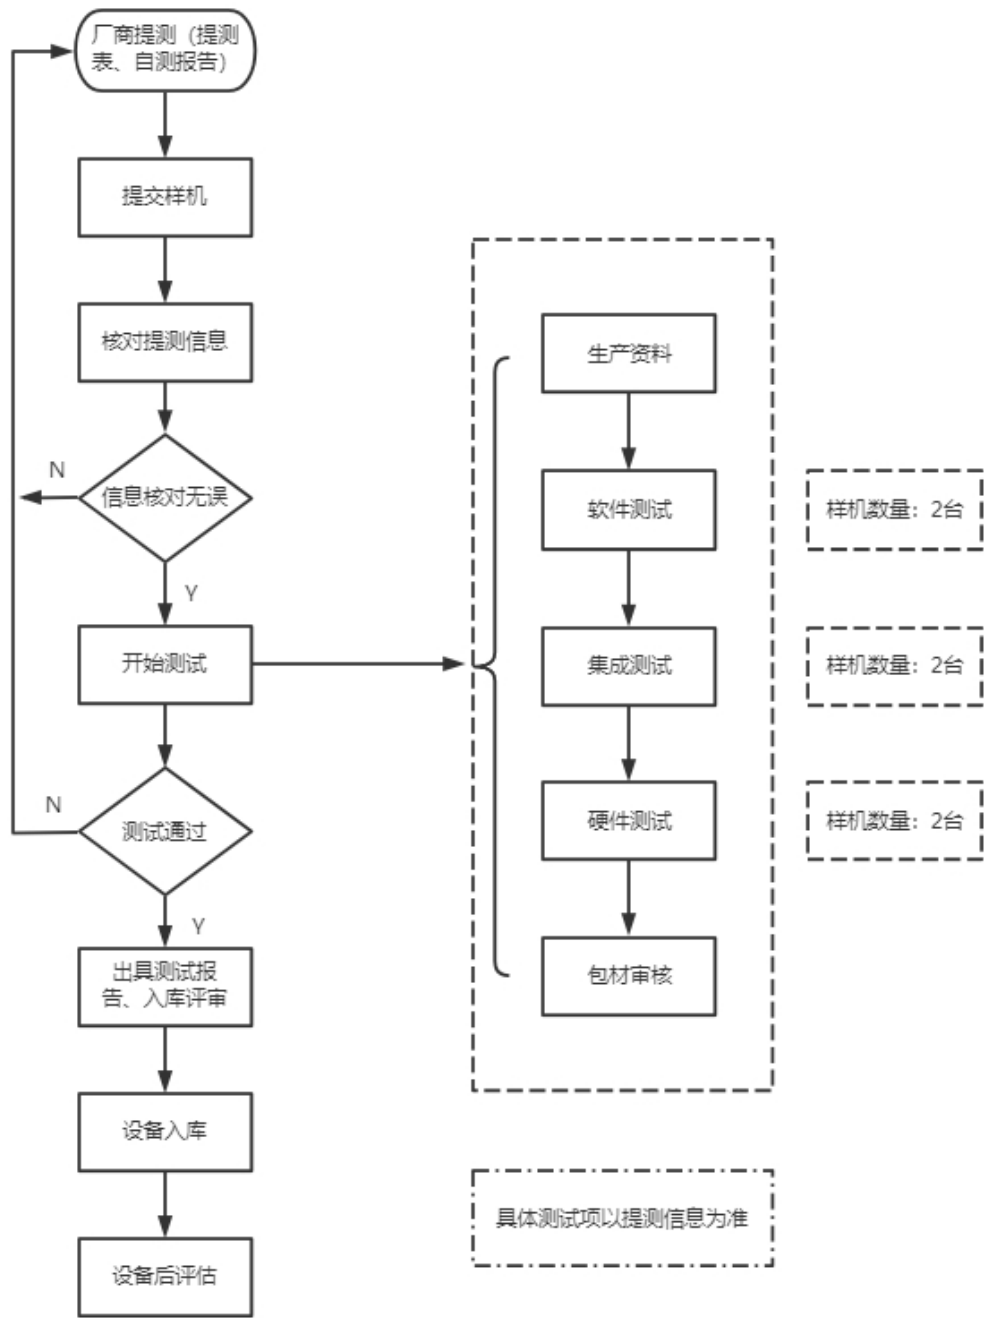 厂商提测（提测
表、自测报告）
提交样机
核对提测信息
信息核对无误
N
Y
开始测试
测试通过
N
Y
出具测试报
告、入库评审
设备入库
设备后评估
生产资料
软件测试
样机数量：2台
集成测试
样机数量：2台
硬件测试
样机数量：2台
包材审核
具体测试项以提测信息为准